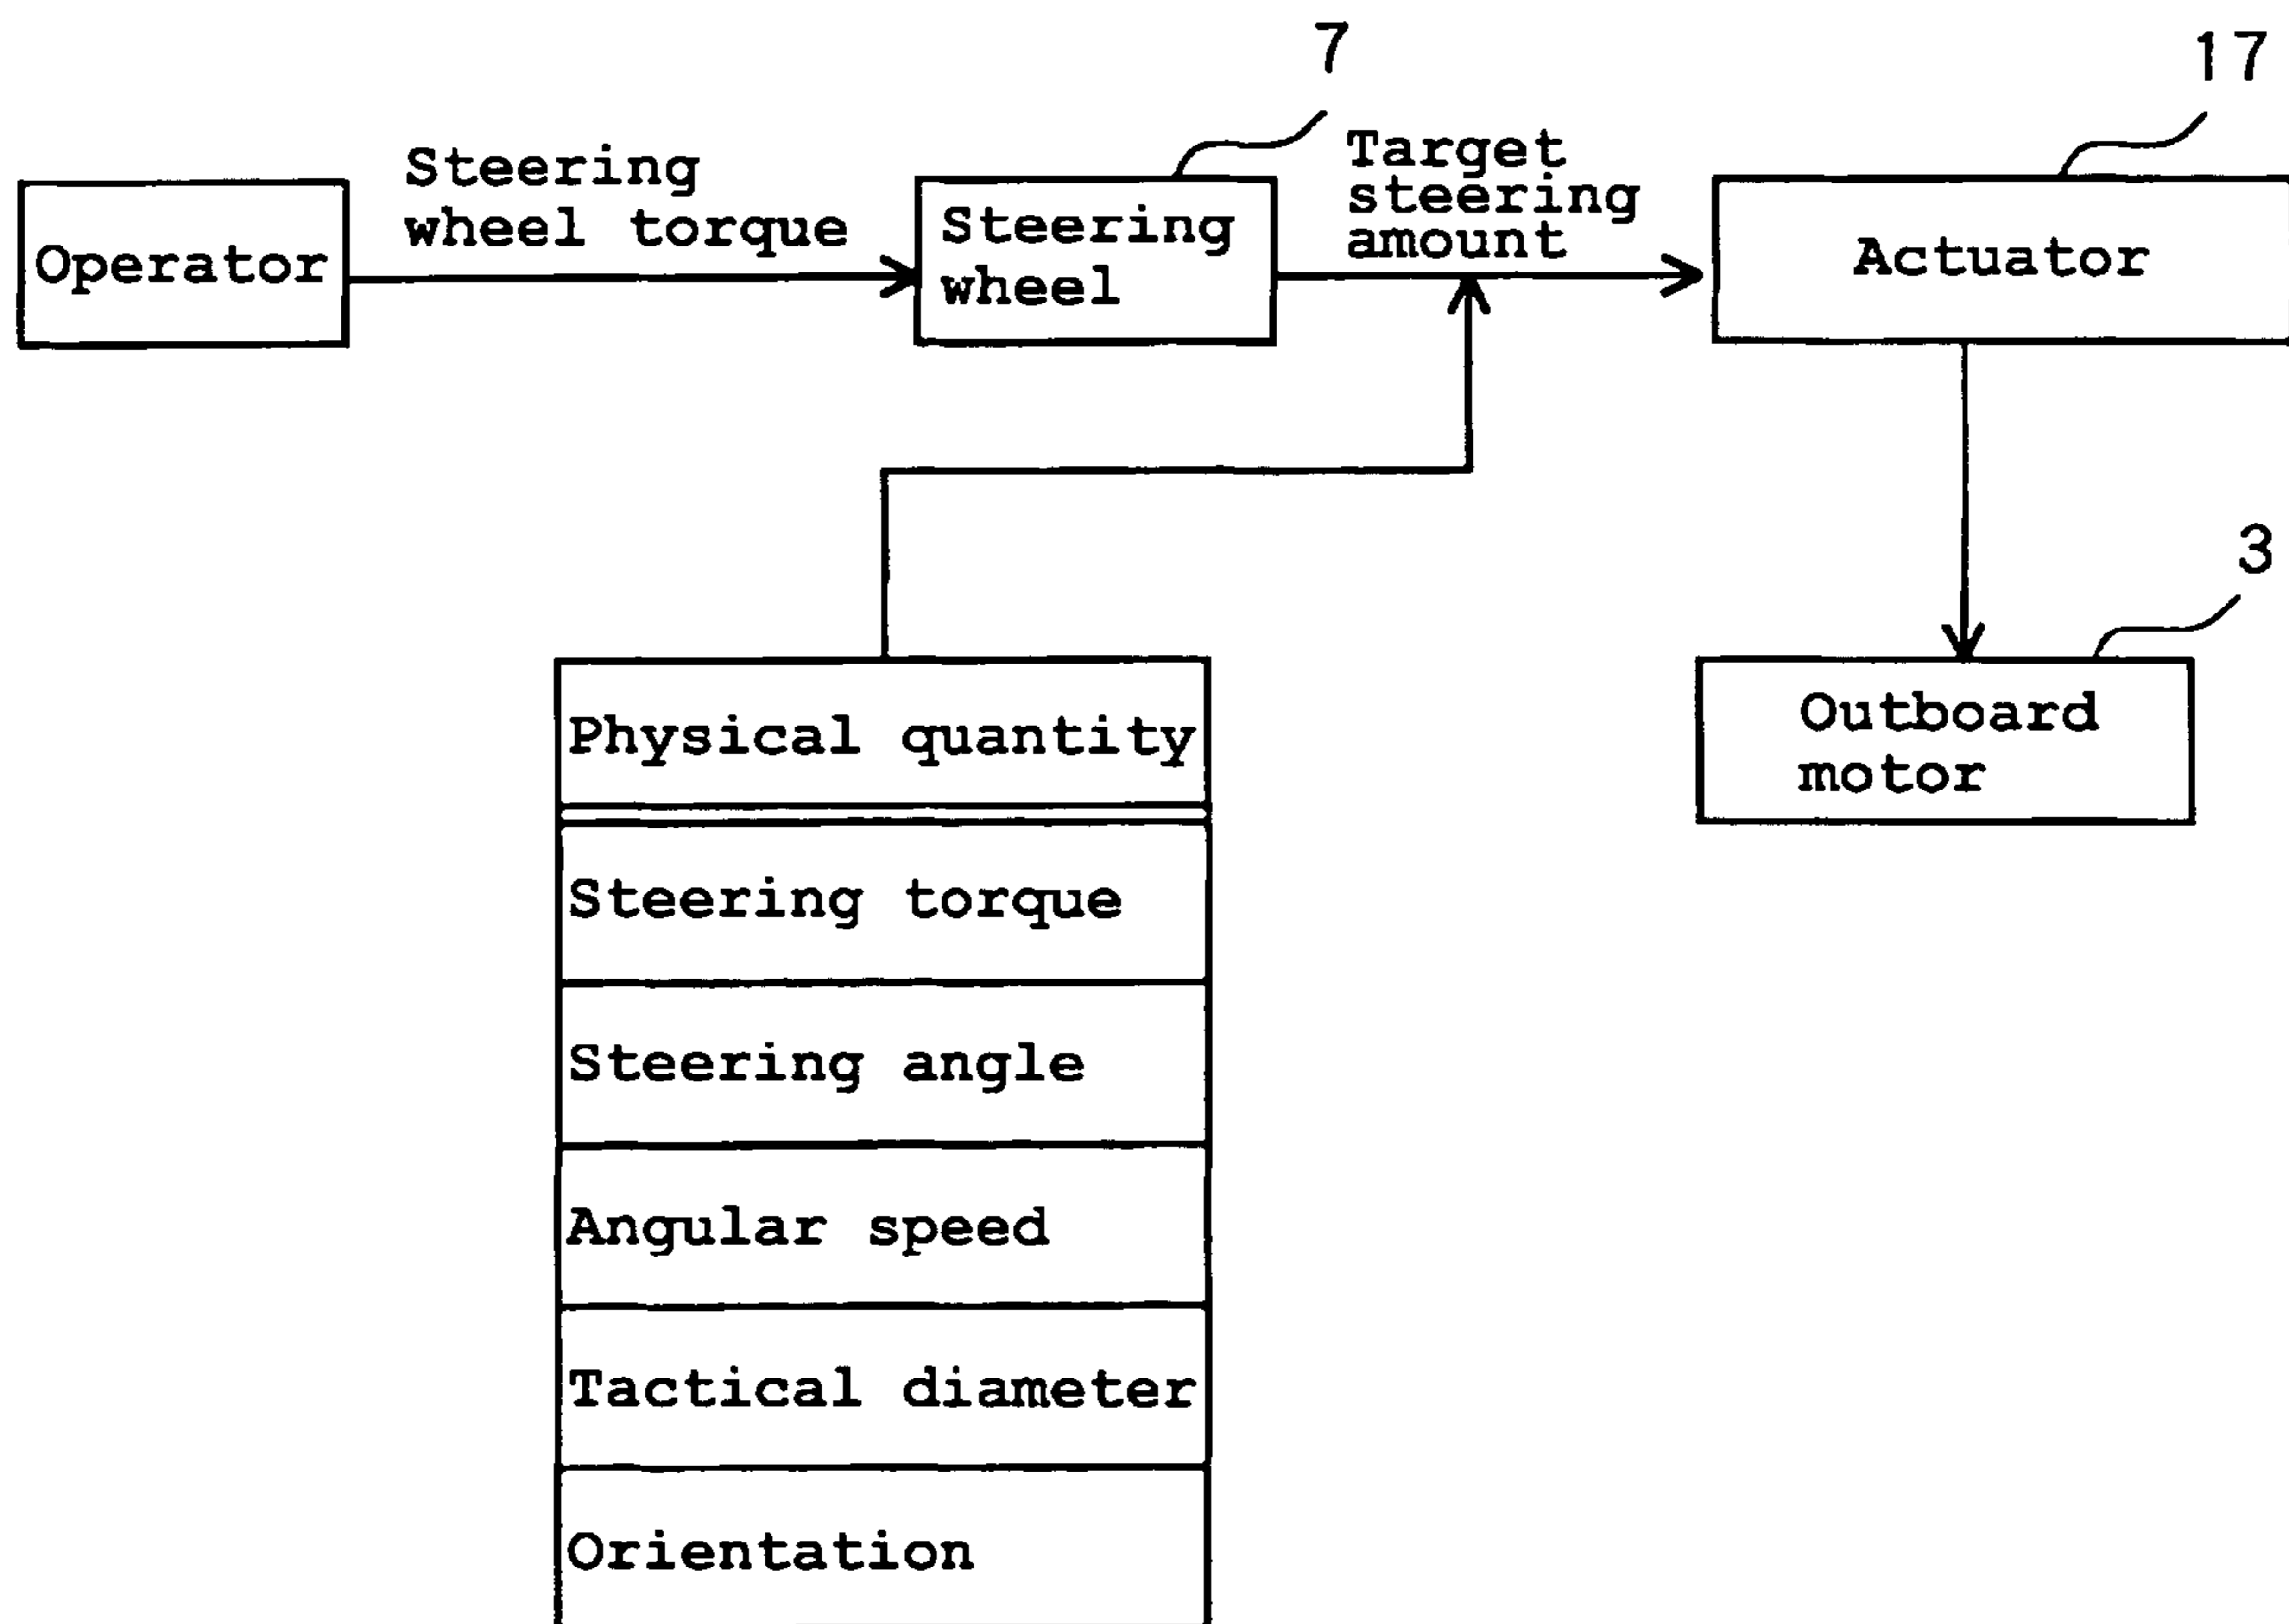 7
17
Steering
wheel torque
Target
steering
amount
Operator
Steering
wheel
Actuator
3
Physical quantity
Outboard
motor
Steering torque
Steering angle
Angular speed
Tactical diameter
Orientation